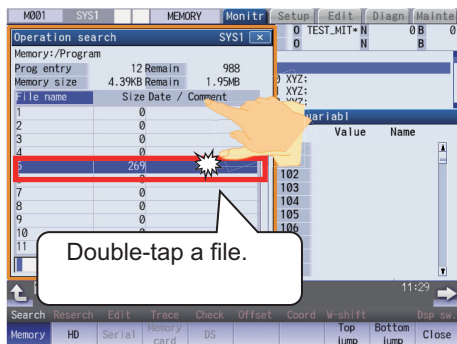 M001 SYS1 MEMORY Monitr Setup Edit Diagn Mainte
Operation search SYS1 ×
O TEST_MIT* N 0 B 0
O N B
Memory:/Program
Prog entry 12 Remain 988
Memory size 4.39KB Remain 1.95MB
XYZ;
XYZ;
XYZ;
File name Size Date / Comment
variabl
Value Name
1 0
2 0
3 0
4 0
5 269
102
7 0
103
8 0
104
9 0
105
10 0
106
11
Double-tap a file.
11:29
Search Reserch Edit Trace Check Offset Coord W-shift Dsp sw.
Memory HD Serial Memory card DS Top jump Bottom jump Close